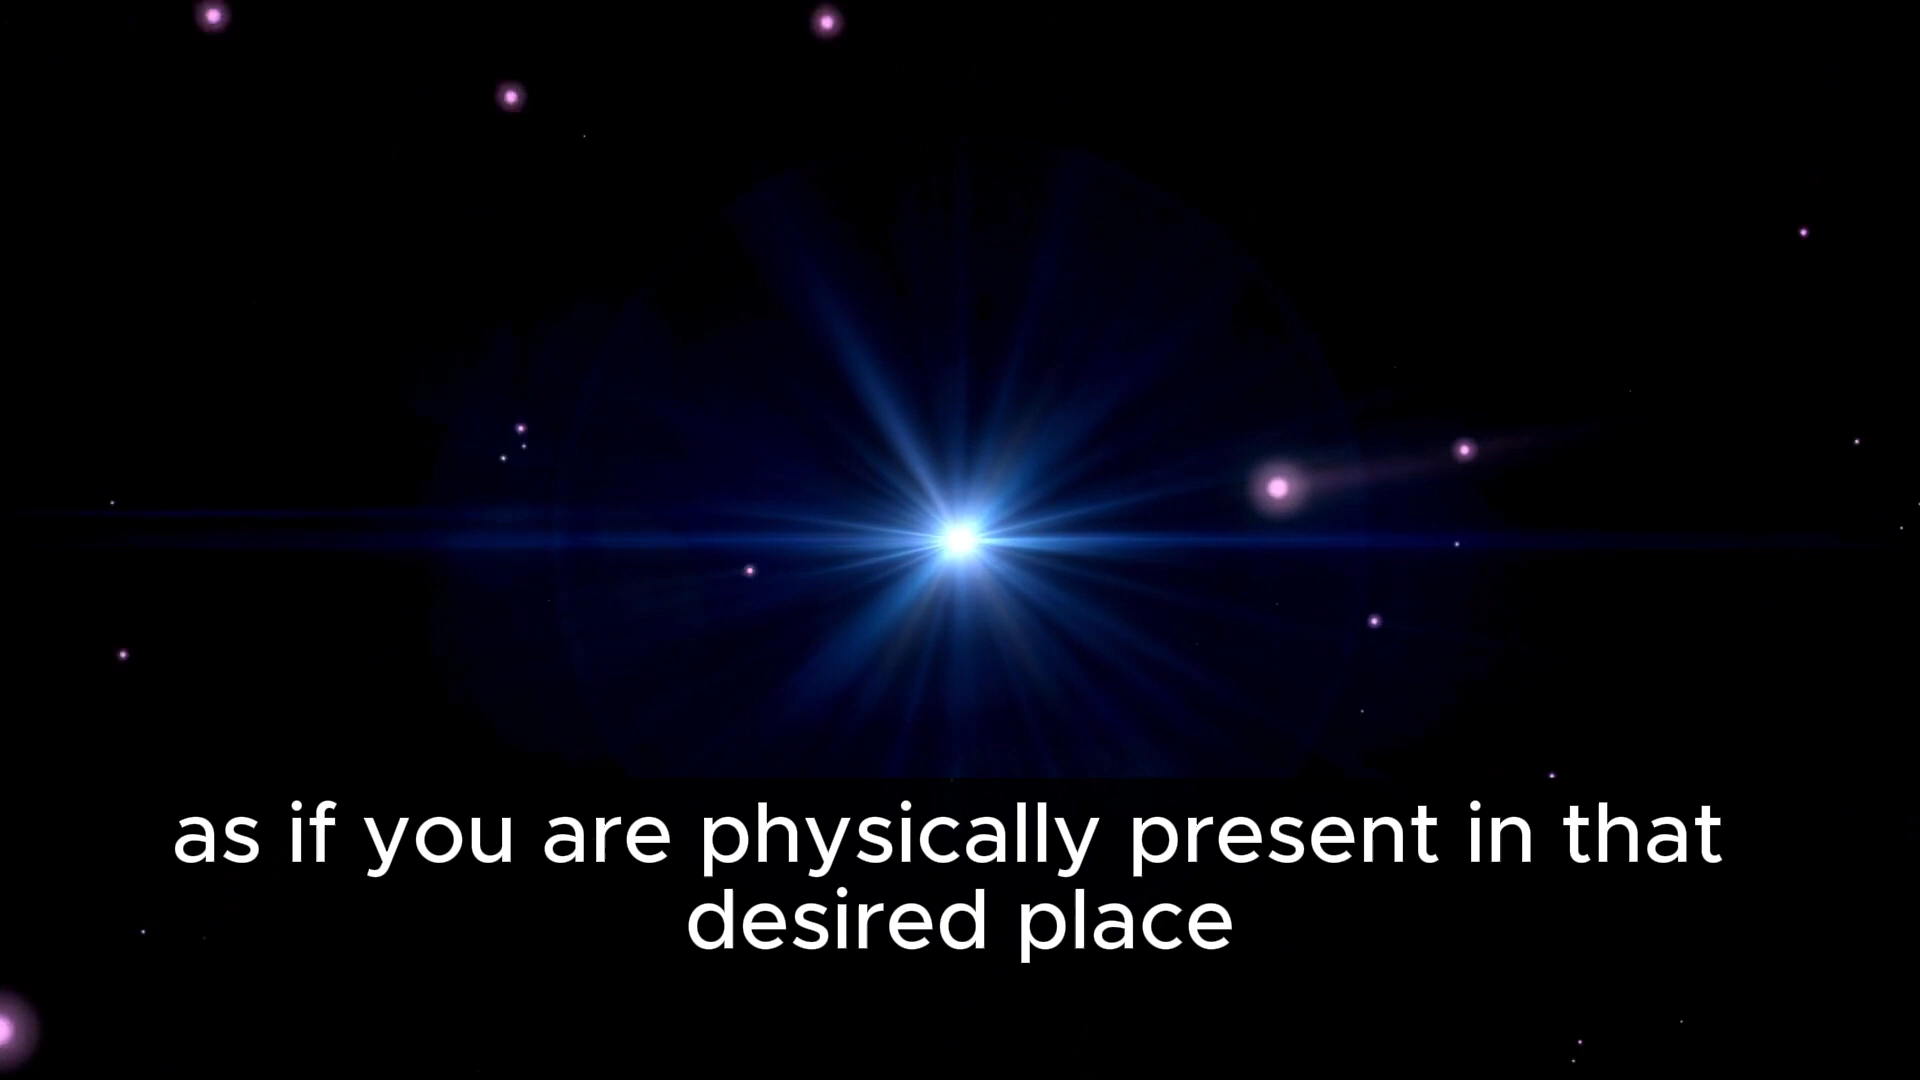 as if you are physically present in that
desired place